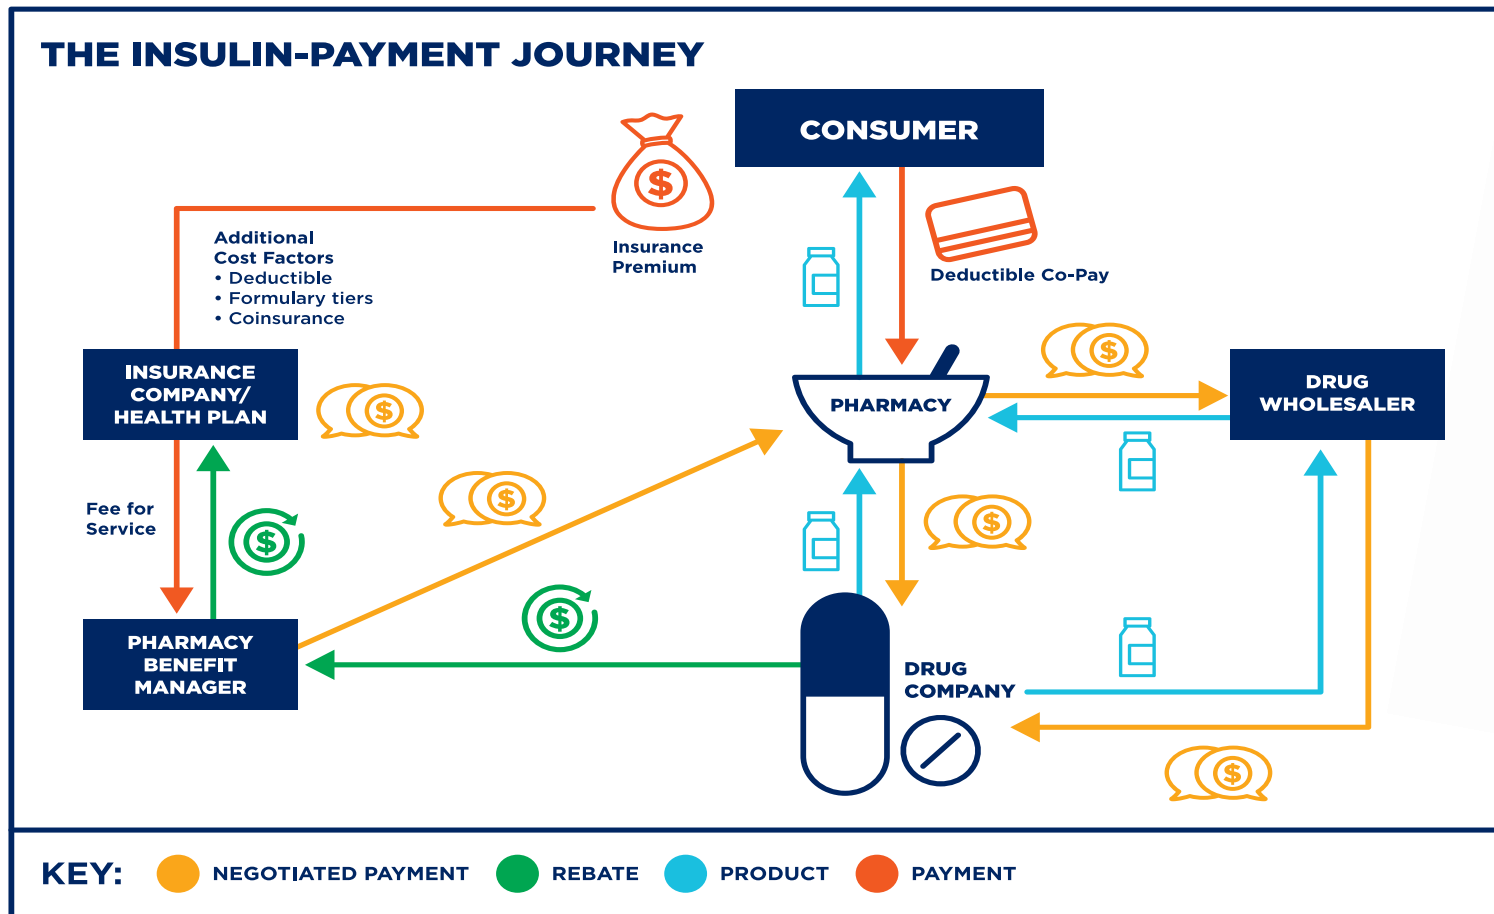 THE INSULIN-PAYMENT JOURNEY
CONSUMER
$
Insurance
Premium
Additional
Cost Factors
• Deductible
• Formulary tiers
• Coinsurance
Deductible Co-Pay
$
INSURANCE
COMPANY/
HEALTH PLAN
$
PHARMACY
DRUG
WHOLESALER
$
Fee for
Service
$
$
$
PHARMACY
BENEFIT
MANAGER
DRUG
COMPANY
$
KEY:
NEGOTIATED PAYMENT
REBATE
PRODUCT
PAYMENT